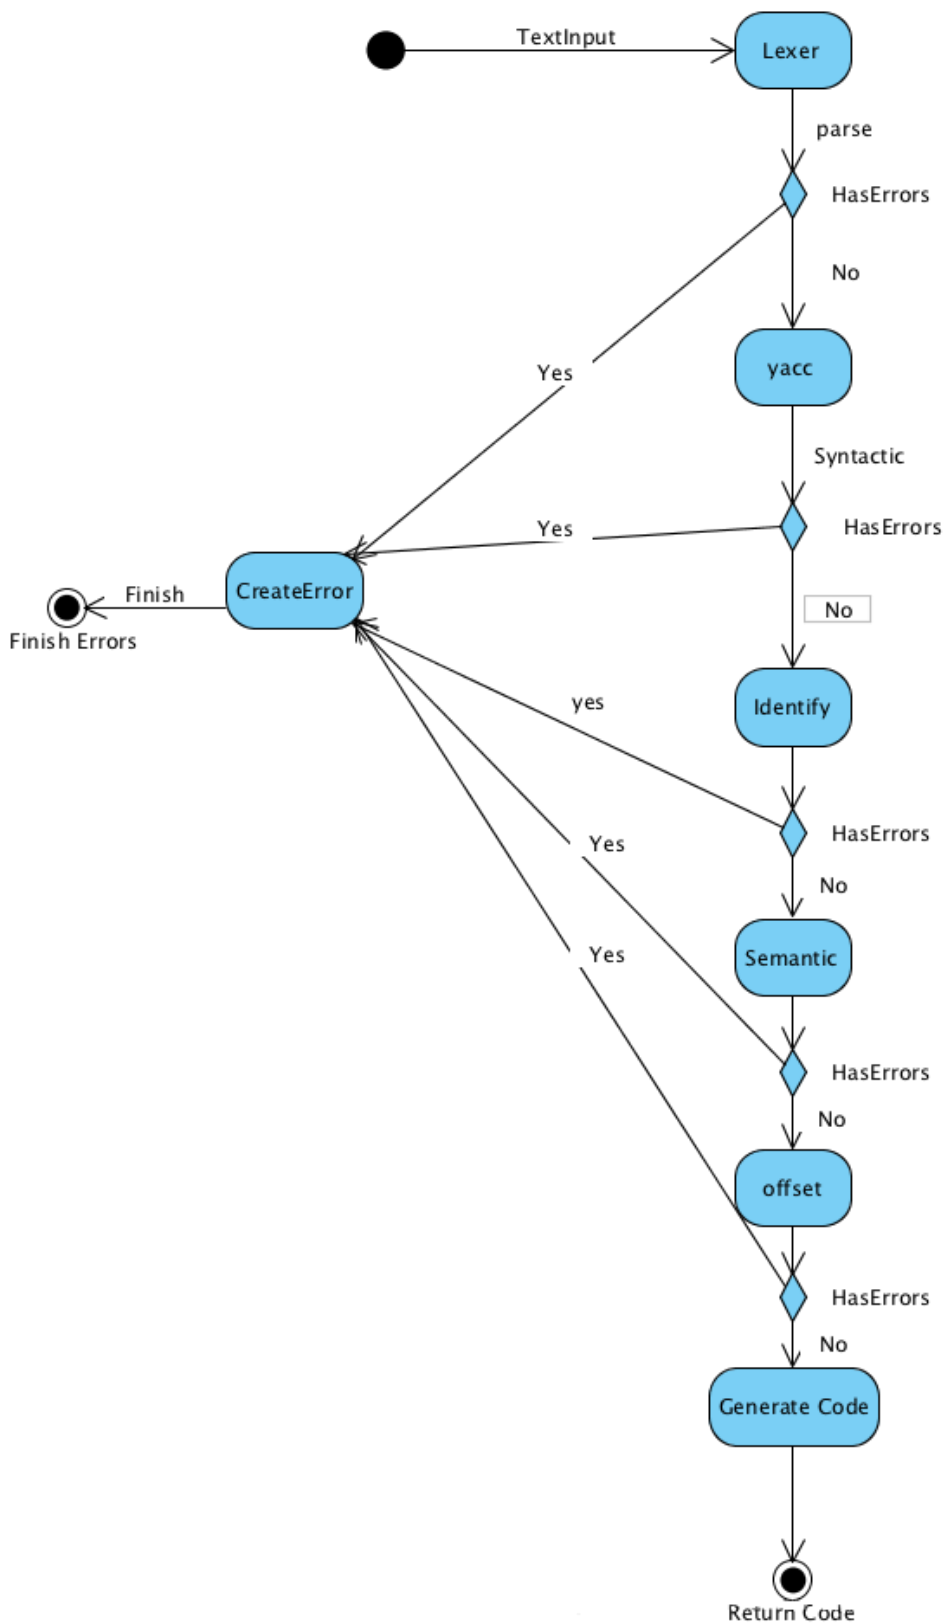 TextInput
Lexer
parse
HasErrors
No
Yes
yacc
Syntactic
Yes
HasErrors
CreateError
Finish
No
Finish Errors
yes
Identify
HasErrors
Yes
No
Yes
Semantic
HasErrors
No
offset
HasErrors
No
Generate Code
Return Code